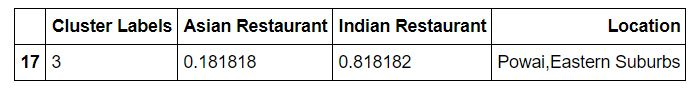 Cluster Labels Asian Restaurant Indian Restaurant Location
17 3 0.181818 0.818182 Powai,Eastern Suburbs